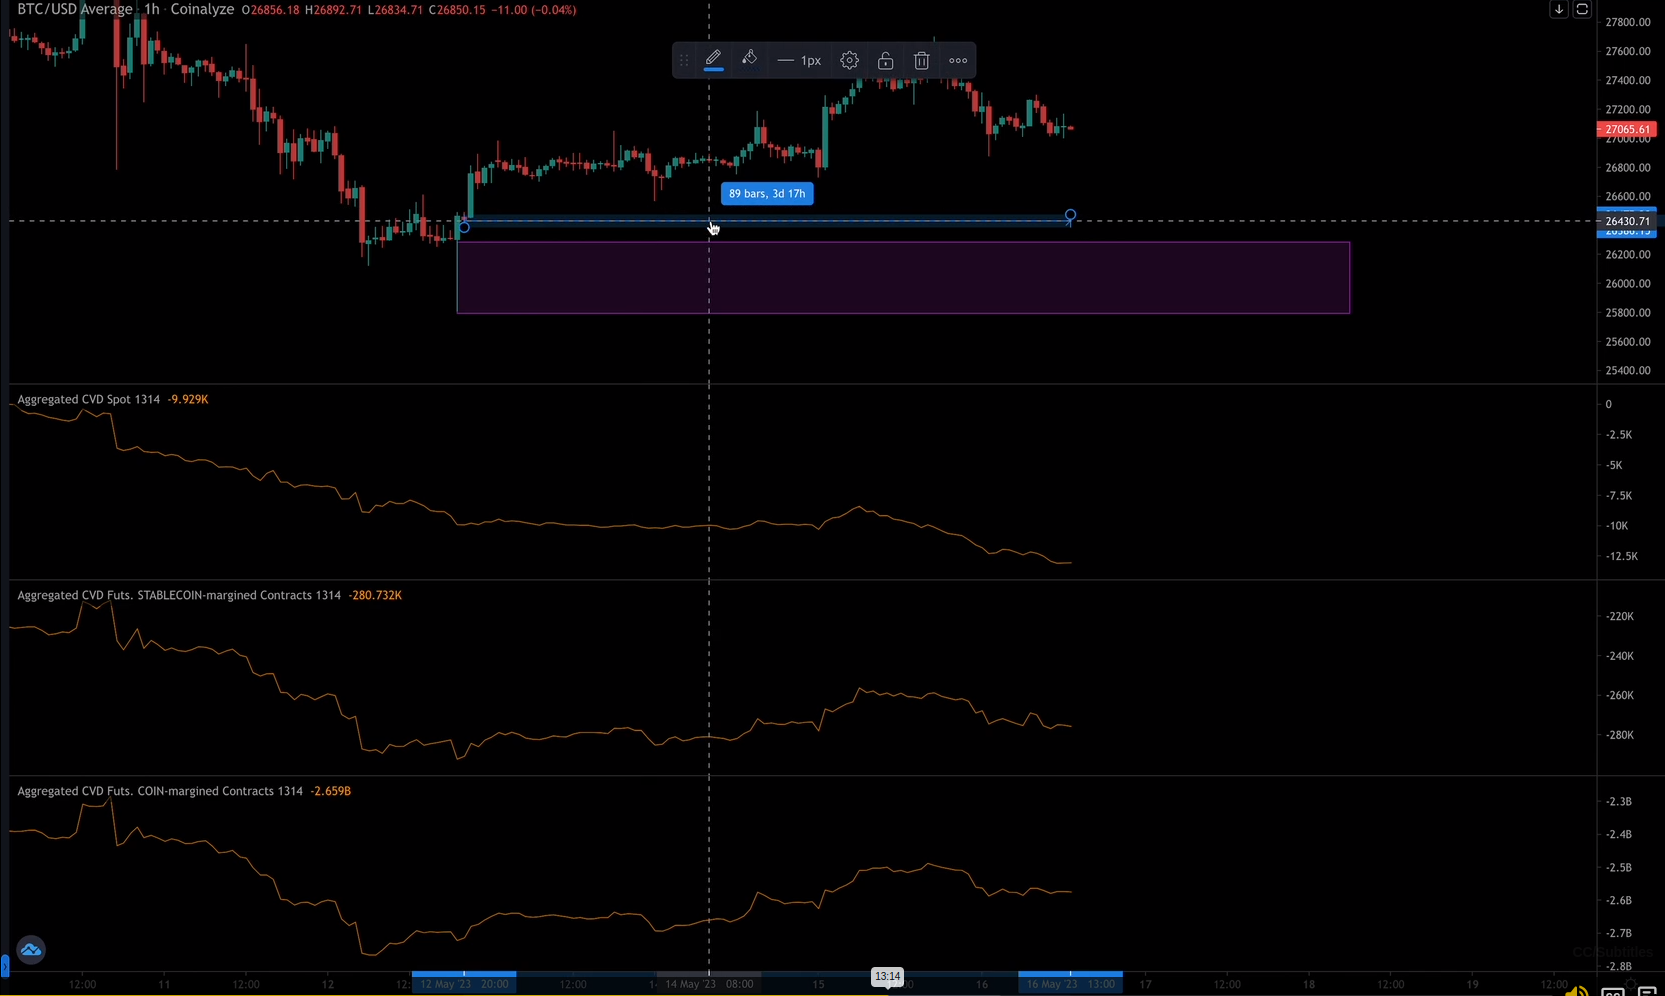 BTC/USD Average · 1h · Coinalyze O26856.18 H26892.71 L26834.71 C26850.15 −11.00 (−0.04%)
1px
27800.00
27600.00
27400.00
27200.00
27065.61
27000.00
26800.00
26600.00
26430.71
26200.00
26000.00
25800.00
25600.00
25400.00
89 bars, 3d 17h
Aggregated CVD Spot 1314 -9.929K
0
-2.5K
-5K
-7.5K
-10K
-12.5K
Aggregated CVD Futs. STABLECOIN-margined Contracts 1314 -280.732K
-220K
-240K
-260K
-280K
Aggregated CVD Futs. COIN-margined Contracts 1314 -2.659B
-2.3B
-2.4B
-2.5B
-2.6B
-2.7B
-2.8B
CC/Subtitles
13:14
12:00 11 12:00 12 12: 12 May '23 20:00 12:00 14 May '23 08:00 15 16 16 May '23 13:00 17 12:00 18 12:00 19 12:00